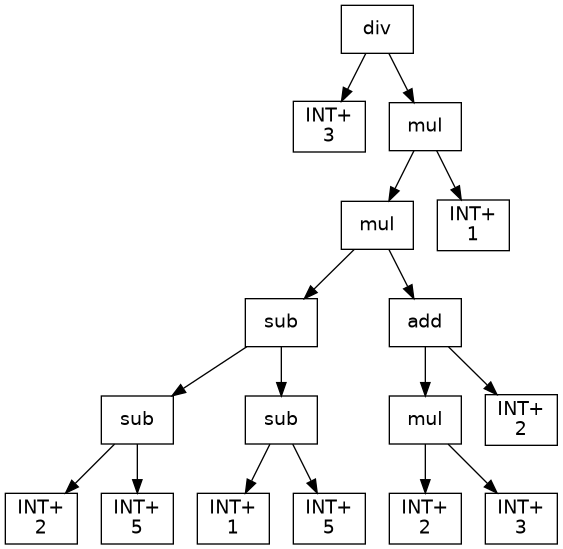 div
INT+
3
mul
mul
INT+
1
sub
add
sub
sub
mul
INT+
2
INT+
2
INT+
5
INT+
1
INT+
5
INT+
2
INT+
3